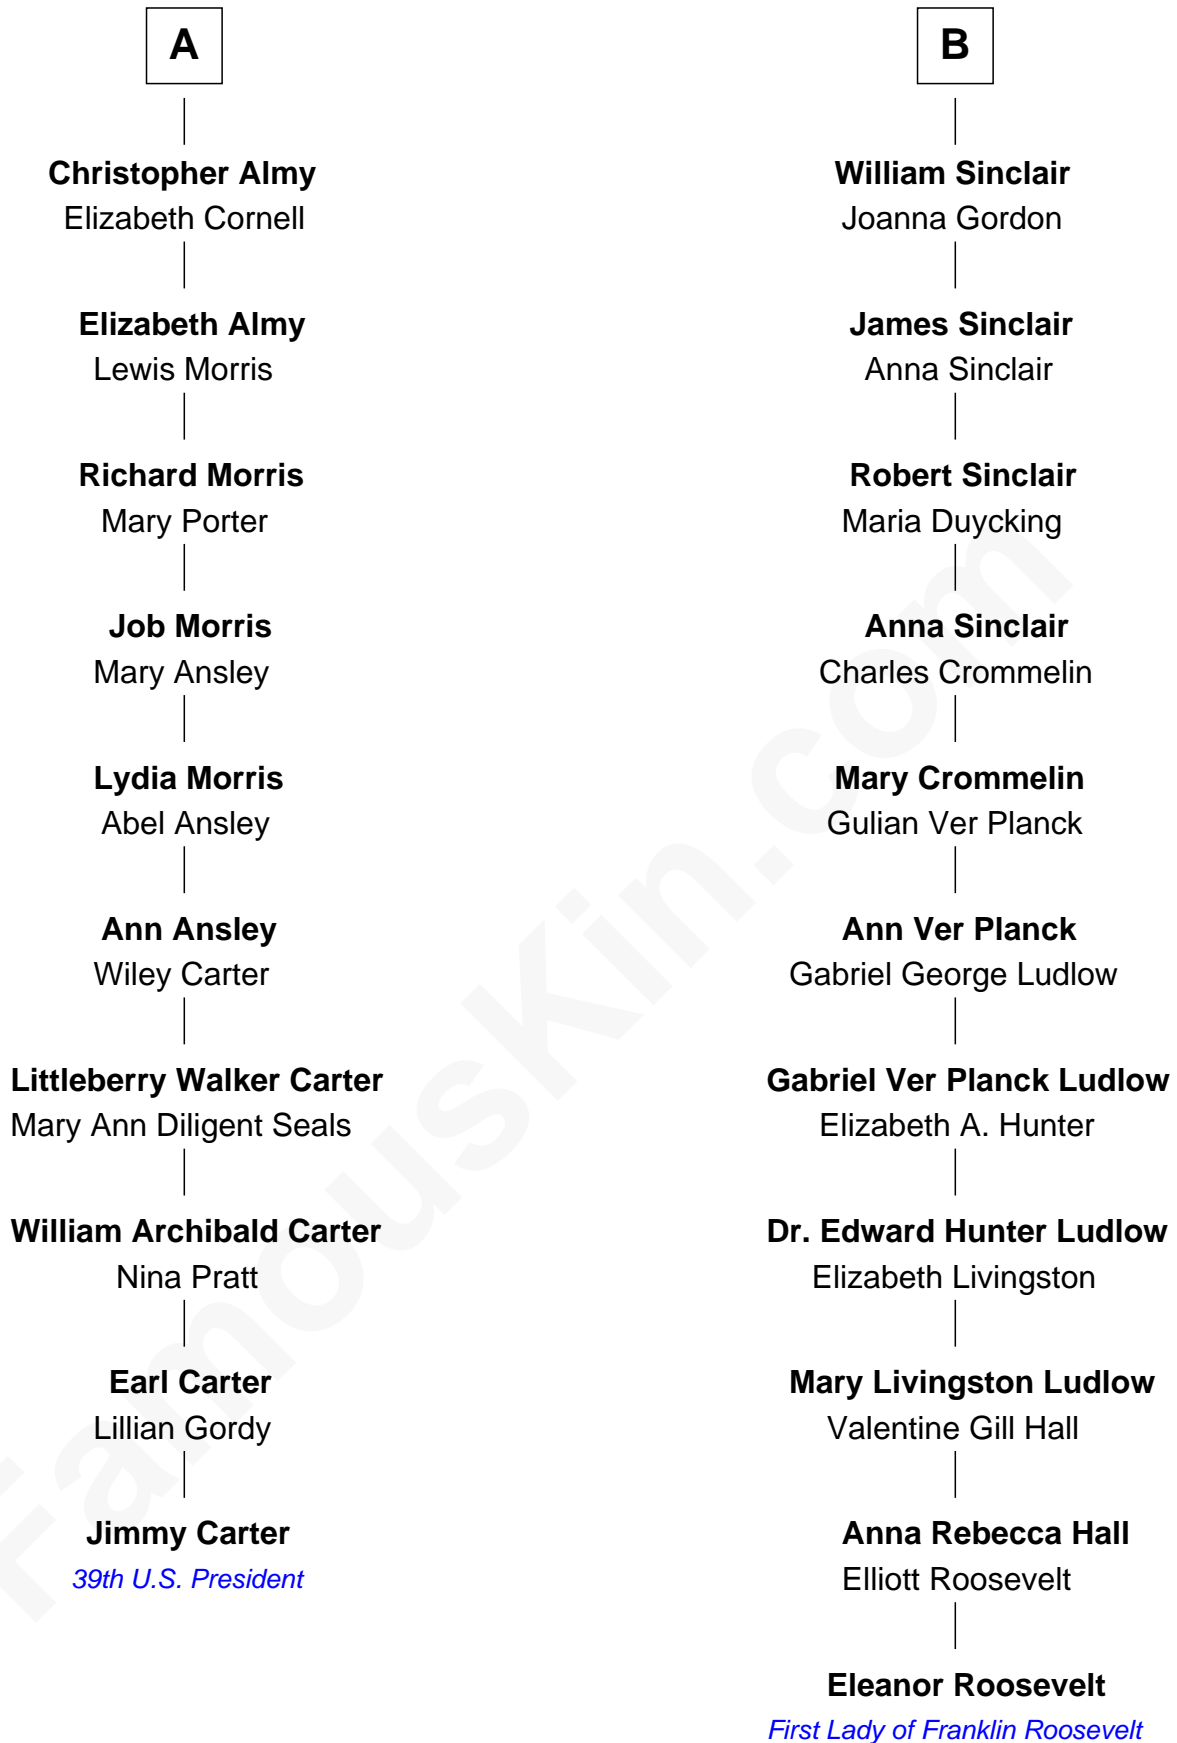 A
Christopher Almy
Elizabeth Cornell
Elizabeth Almy
Lewis Morris
Richard Morris
Mary Porter
Job Morris
Mary Ansley
Lydia Morris
Abel Ansley
Ann Ansley
Wiley Carter
Littleberry Walker Carter
Mary Ann Diligent Seals
William Archibald Carter
Nina Pratt
Earl Carter
Lillian Gordy
Jimmy Carter
39th U.S. President
B
William Sinclair
Joanna Gordon
James Sinclair
Anna Sinclair
Robert Sinclair
Maria Duycking
Anna Sinclair
Charles Crommelin
Mary Crommelin
Gulian Ver Planck
Ann Ver Planck
Gabriel George Ludlow
Gabriel Ver Planck Ludlow
Elizabeth A. Hunter
Dr. Edward Hunter Ludlow
Elizabeth Livingston
Mary Livingston Ludlow
Valentine Gill Hall
Anna Rebecca Hall
Elliott Roosevelt
Eleanor Roosevelt
First Lady of Franklin Roosevelt
FamousKin.com